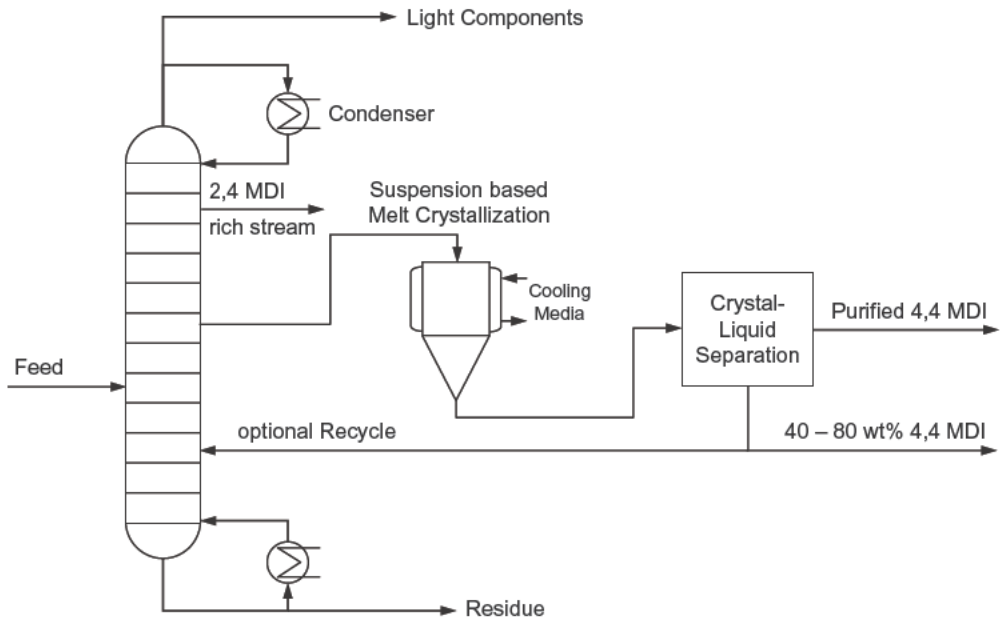 Light Components
Condenser
2,4 MDI
rich stream
Suspension based
Melt Crystallization
Cooling
Media
Crystal-
Liquid
Separation
Purified 4,4 MDI
Feed
optional Recycle
40 – 80 wt% 4,4 MDI
Residue